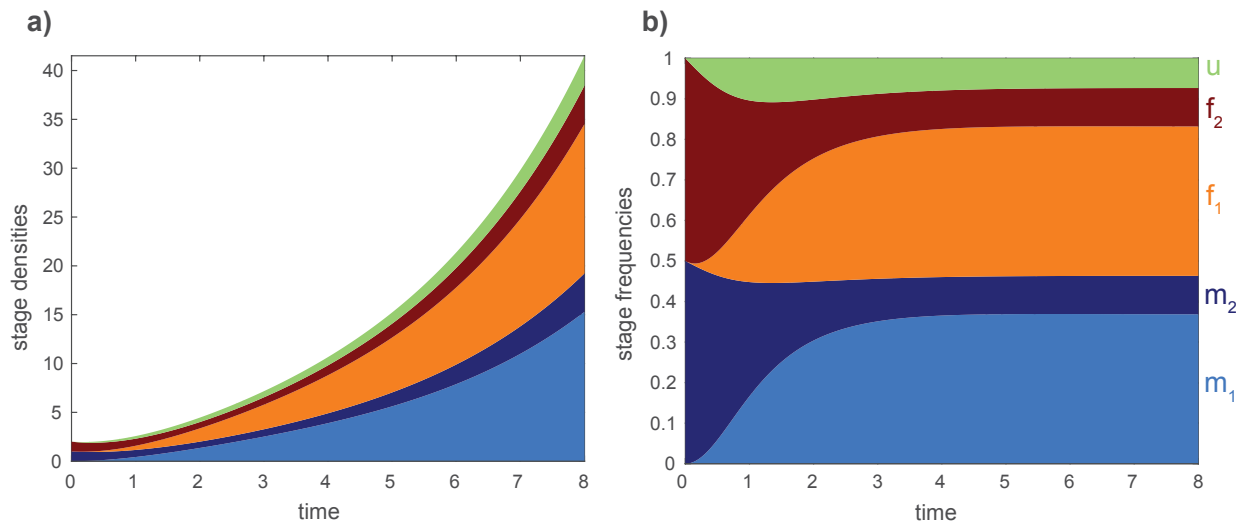 a)
stage densities
40
35
30
25
20
15
10
5
0
0 1 2 3 4 5 6 7 8
time
b)
stage frequencies
1
0.9
0.8
0.7
0.6
0.5
0.4
0.3
0.2
0.1
0
0 1 2 3 4 5 6 7 8
time
u
f₂
f₁
m₂
m₁